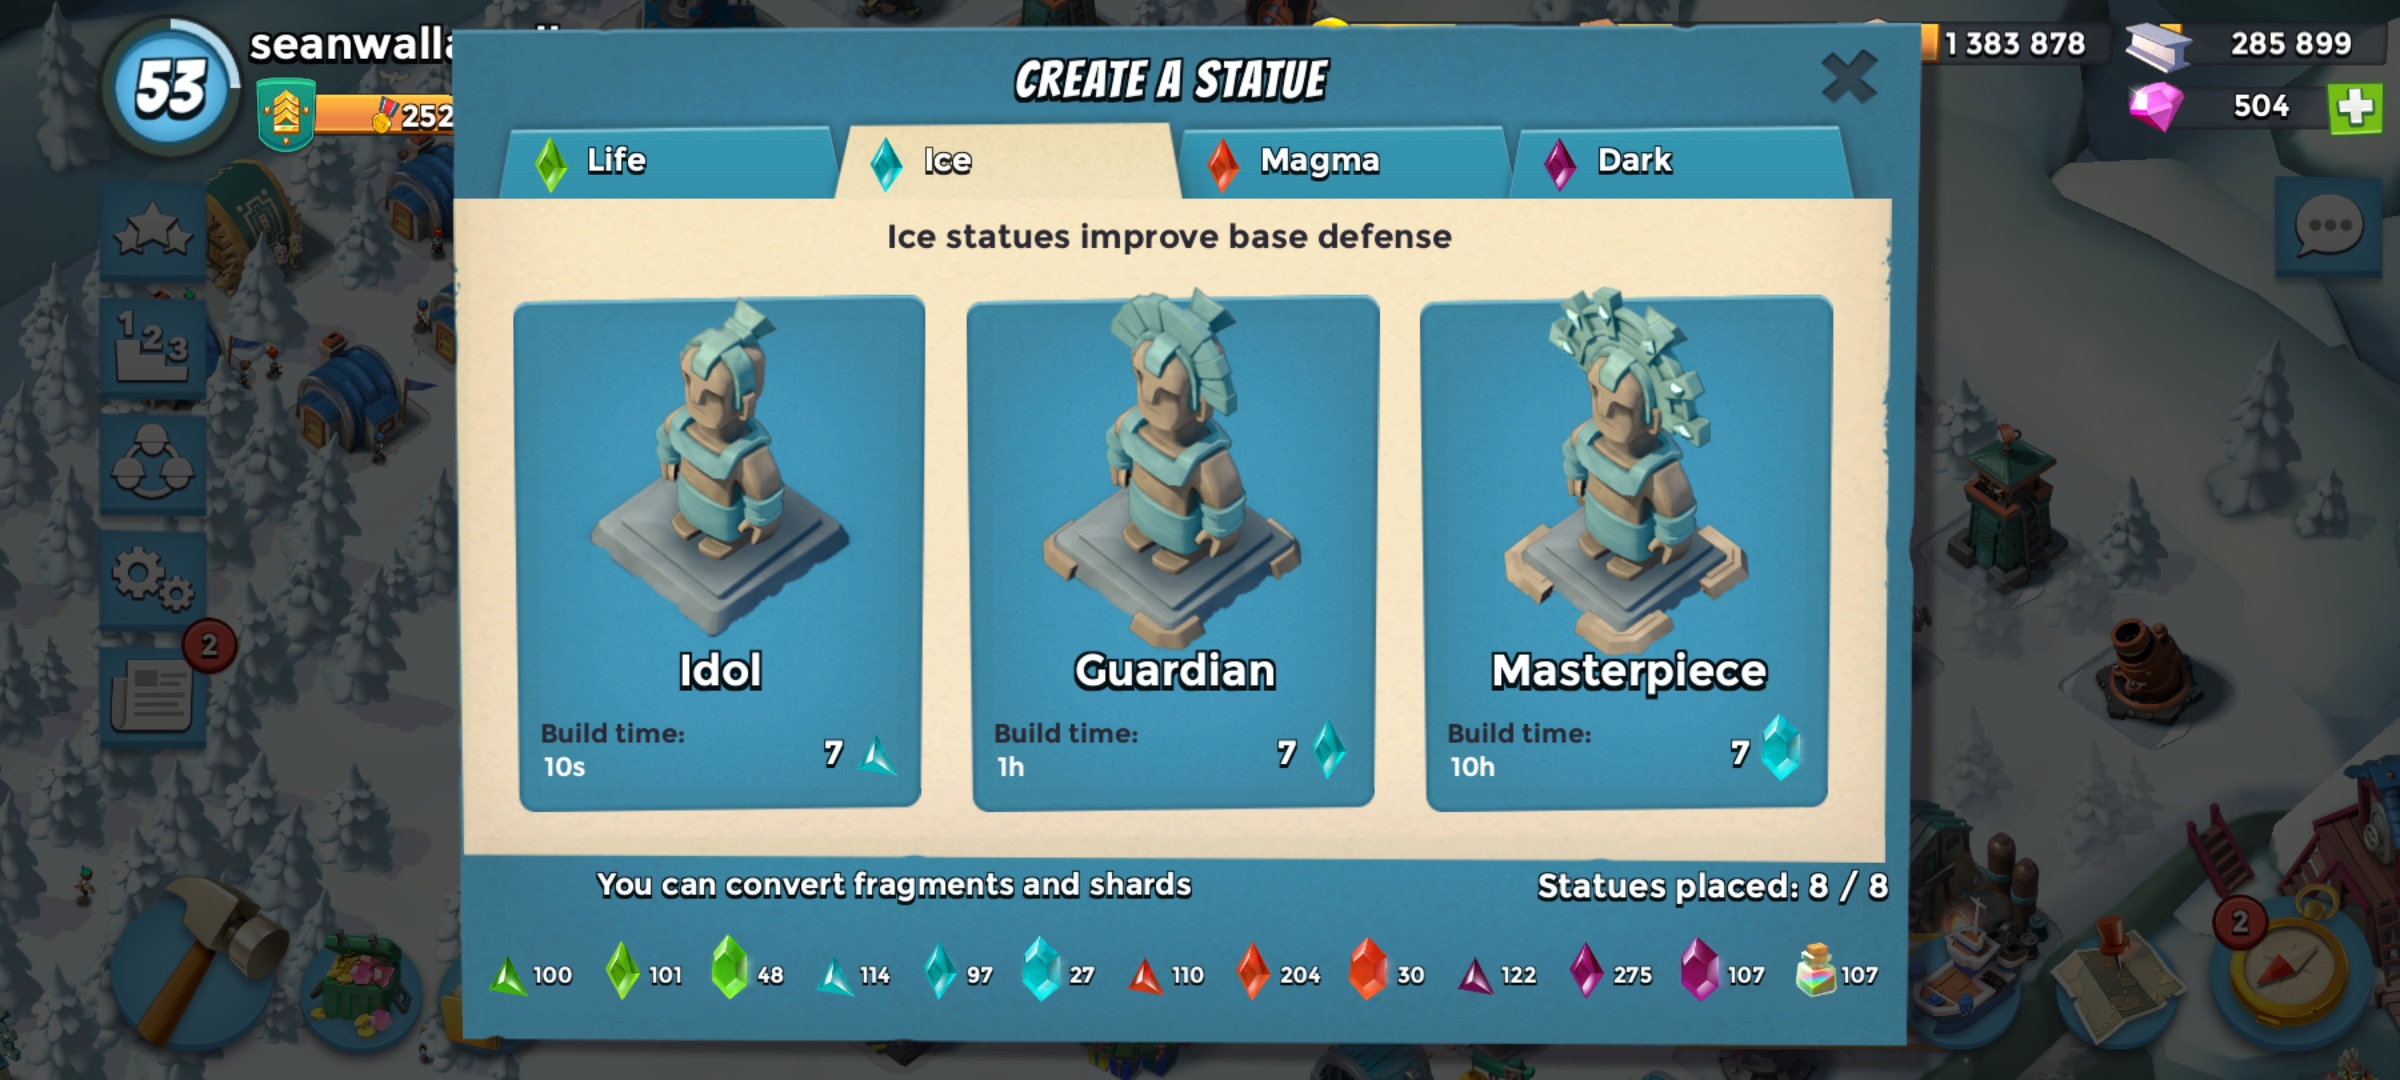 53
252
1 383 878
285 899
504
CREATE A STATUE
Life
Ice
Magma
Dark
Ice statues improve base defense
Idol
Build time:
10s
7
Guardian
Build time:
1h
7
Masterpiece
Build time:
10h
7
You can convert fragments and shards
Statues placed: 8 / 8
100
101
48
114
97
27
110
204
30
122
275
107
107
1 2 3
2
2